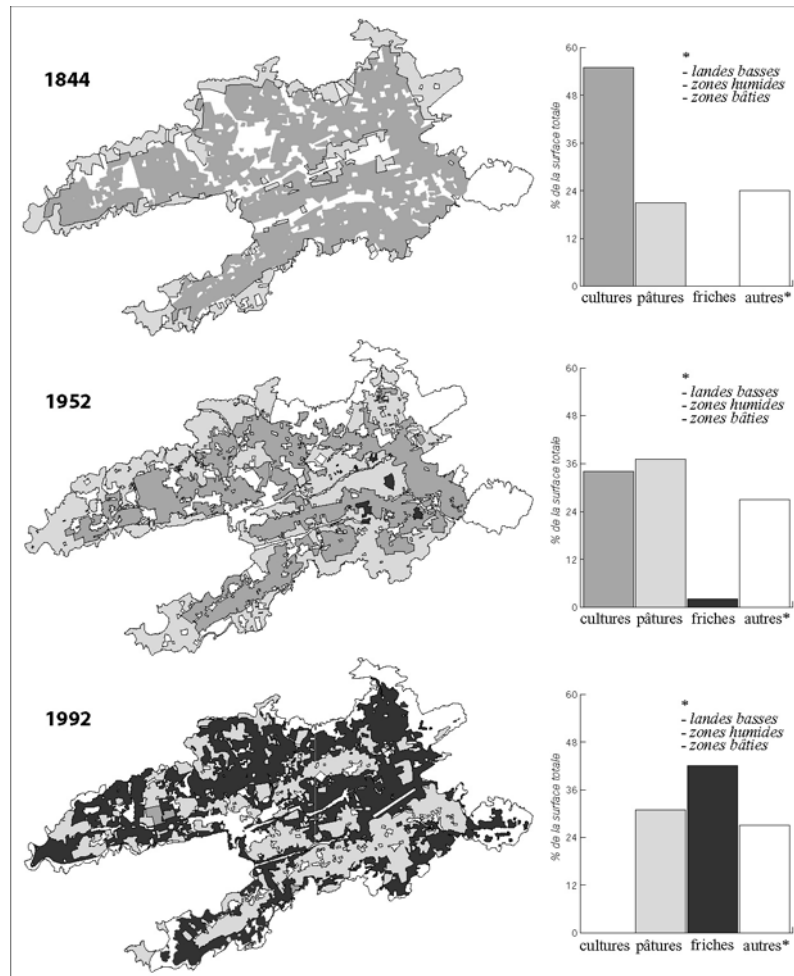 1844
60
48
36
24
12
0
% de la surface totale
*
- landes basses
- zones humides
- zones bâties
cultures pâtures friches autres*
1952
60
48
36
24
12
0
% de la surface totale
*
- landes basses
- zones humides
- zones bâties
cultures pâtures friches autres*
1992
60
48
36
24
12
0
% de la surface totale
*
- landes basses
- zones humides
- zones bâties
cultures pâtures friches autres*